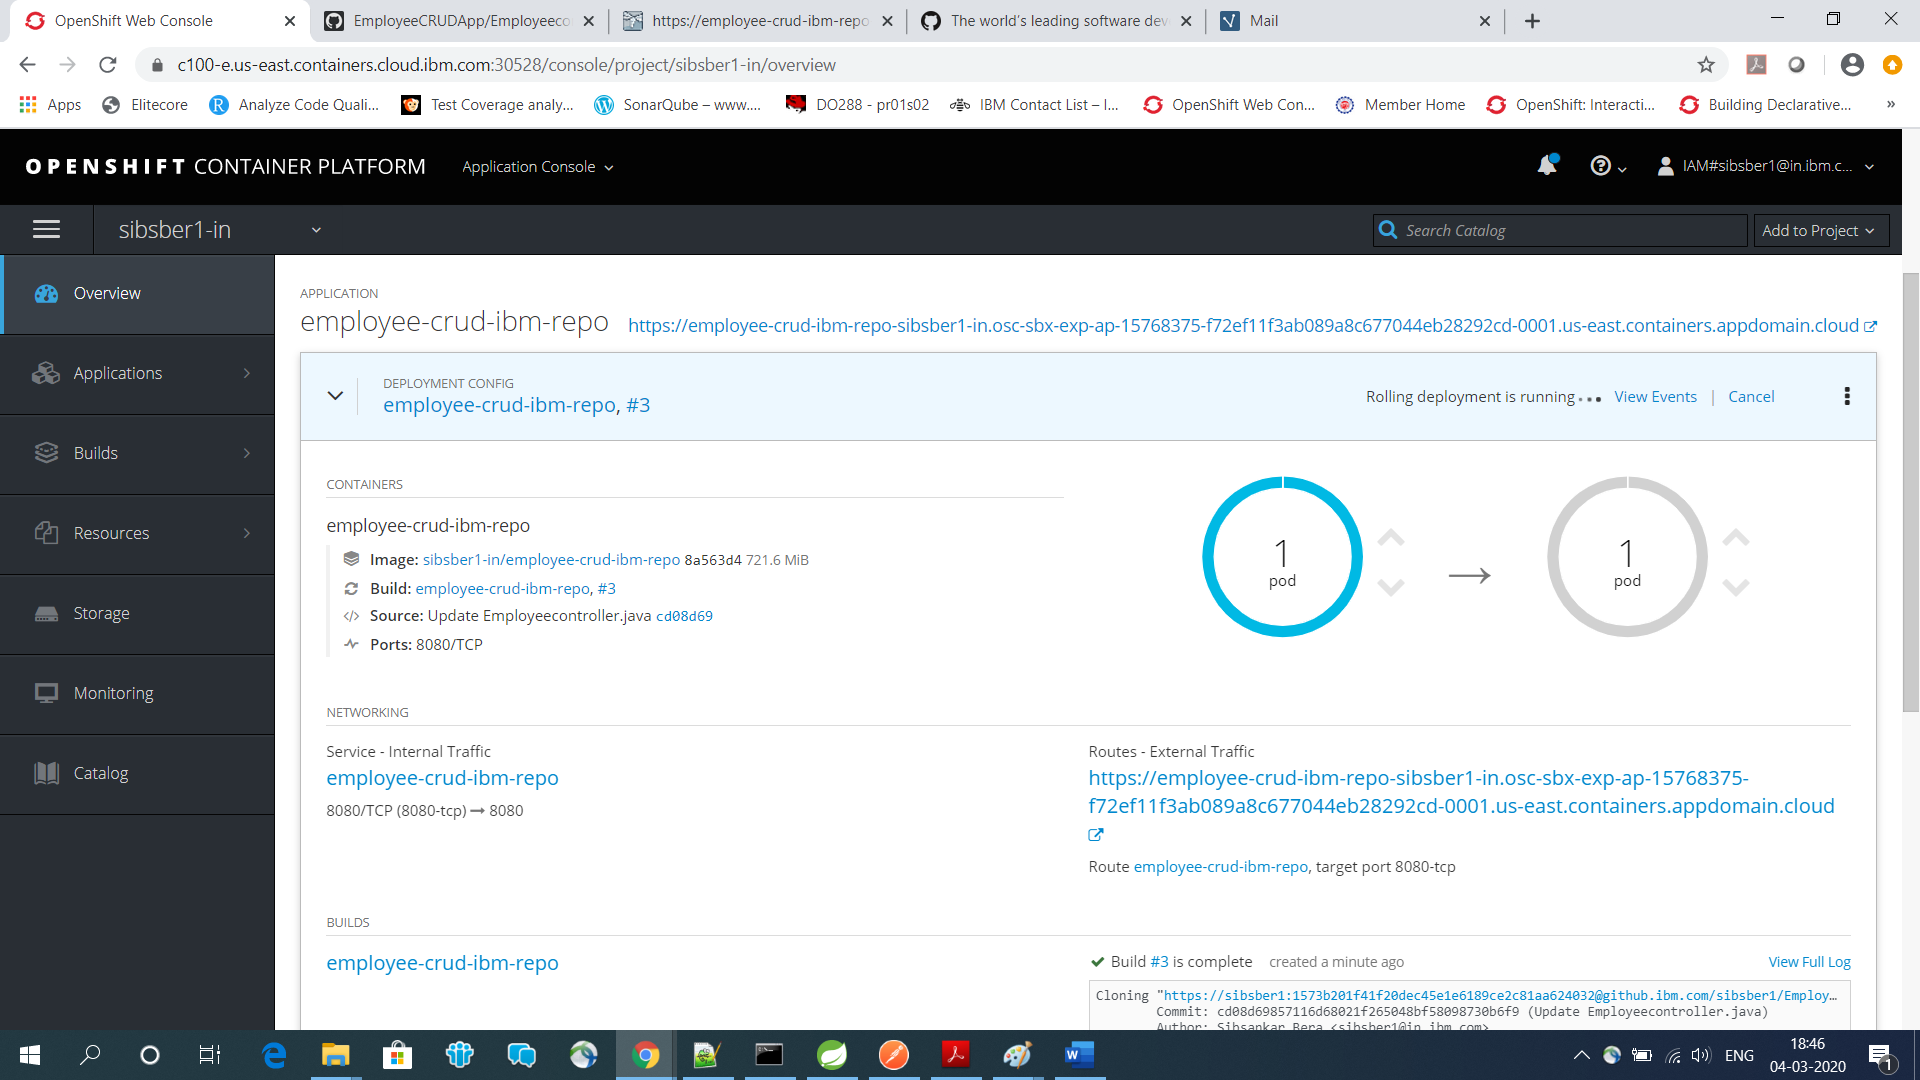 OpenShift Web Console
EmployeeCRUDApp/Employeeco
https://employee-crud-ibm-repo
The world's leading software dev
Mail
c100-e.us-east.containers.cloud.ibm.com:30528/console/project/sibsber1-in/overview
Apps
Elitecore
Analyze Code Quali...
Test Coverage analy...
SonarQube – www....
DO288 - pr01s02
IBM Contact List – I...
OpenShift Web Con...
Member Home
OpenShift: Interacti...
Building Declarative...
»
OPENSHIFT CONTAINER PLATFORM
Application Console
IAM#sibsber1@in.ibm.c...
sibsber1-in
Search Catalog
Add to Project
Overview
Applications
Builds
Resources
Storage
Monitoring
Catalog
APPLICATION
employee-crud-ibm-repo
https://employee-crud-ibm-repo-sibsber1-in.osc-sbx-exp-ap-15768375-f72ef11f3ab089a8c677044eb28292cd-0001.us-east.containers.appdomain.cloud
DEPLOYMENT CONFIG
employee-crud-ibm-repo, #3
Rolling deployment is running... View Events | Cancel
CONTAINERS
employee-crud-ibm-repo
Image: sibsber1-in/employee-crud-ibm-repo 8a563d4 721.6 MiB
Build: employee-crud-ibm-repo, #3
Source: Update Employeecontroller.java cd08d69
Ports: 8080/TCP
1
pod
1
pod
NETWORKING
Service - Internal Traffic
employee-crud-ibm-repo
8080/TCP (8080-tcp) → 8080
Routes - External Traffic
https://employee-crud-ibm-repo-sibsber1-in.osc-sbx-exp-ap-15768375-
f72ef11f3ab089a8c677044eb28292cd-0001.us-east.containers.appdomain.cloud
Route employee-crud-ibm-repo, target port 8080-tcp
BUILDS
employee-crud-ibm-repo
Build #3 is complete created a minute ago
View Full Log
Cloning "https://sibsber1:1573b201f41f20dec45e1e6189ce2c81aa624032@github.ibm.com/sibsber1/Employ…
Commit: cd08d69857116d68021f265048bf58098730b6f9 (Update Employeecontroller.java)
Author: Sibsankar Bera <sibsber1@in.ibm.com>
ENG
18:46
04-03-2020
1